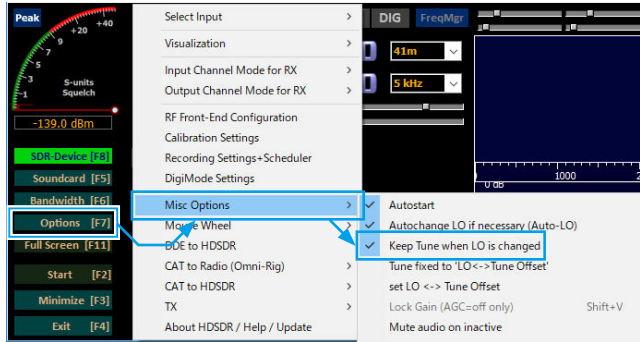 Peak
+20
+40
9
7
5
3
1
S-units
Squelch
-139.0 dBm
SDR-Device [F8]
Soundcard [F5]
Bandwidth [F6]
Options [F7]
Full Screen [F11]
Start [F2]
Minimize [F3]
Exit [F4]
Select Input >
Visualization >
Input Channel Mode for RX >
Output Channel Mode for RX >
RF Front-End Configuration
Calibration Settings
Recording Settings+Scheduler
DigiMode Settings
Misc Options >
Mouse Wheel >
DDE to HDSDR
CAT to Radio (Omni-Rig) >
CAT to HDSDR >
TX >
About HDSDR / Help / Update
DIG FreqMgr
41m
5 kHz
1000 2
0 dB
✓ Autostart
✓ Autochange LO if necessary (Auto-LO)
✓ Keep Tune when LO is changed
Tune fixed to 'LO<->Tune Offset'
set LO <-> Tune Offset
Lock Gain (AGC=off only) Shift+V
Mute audio on inactive